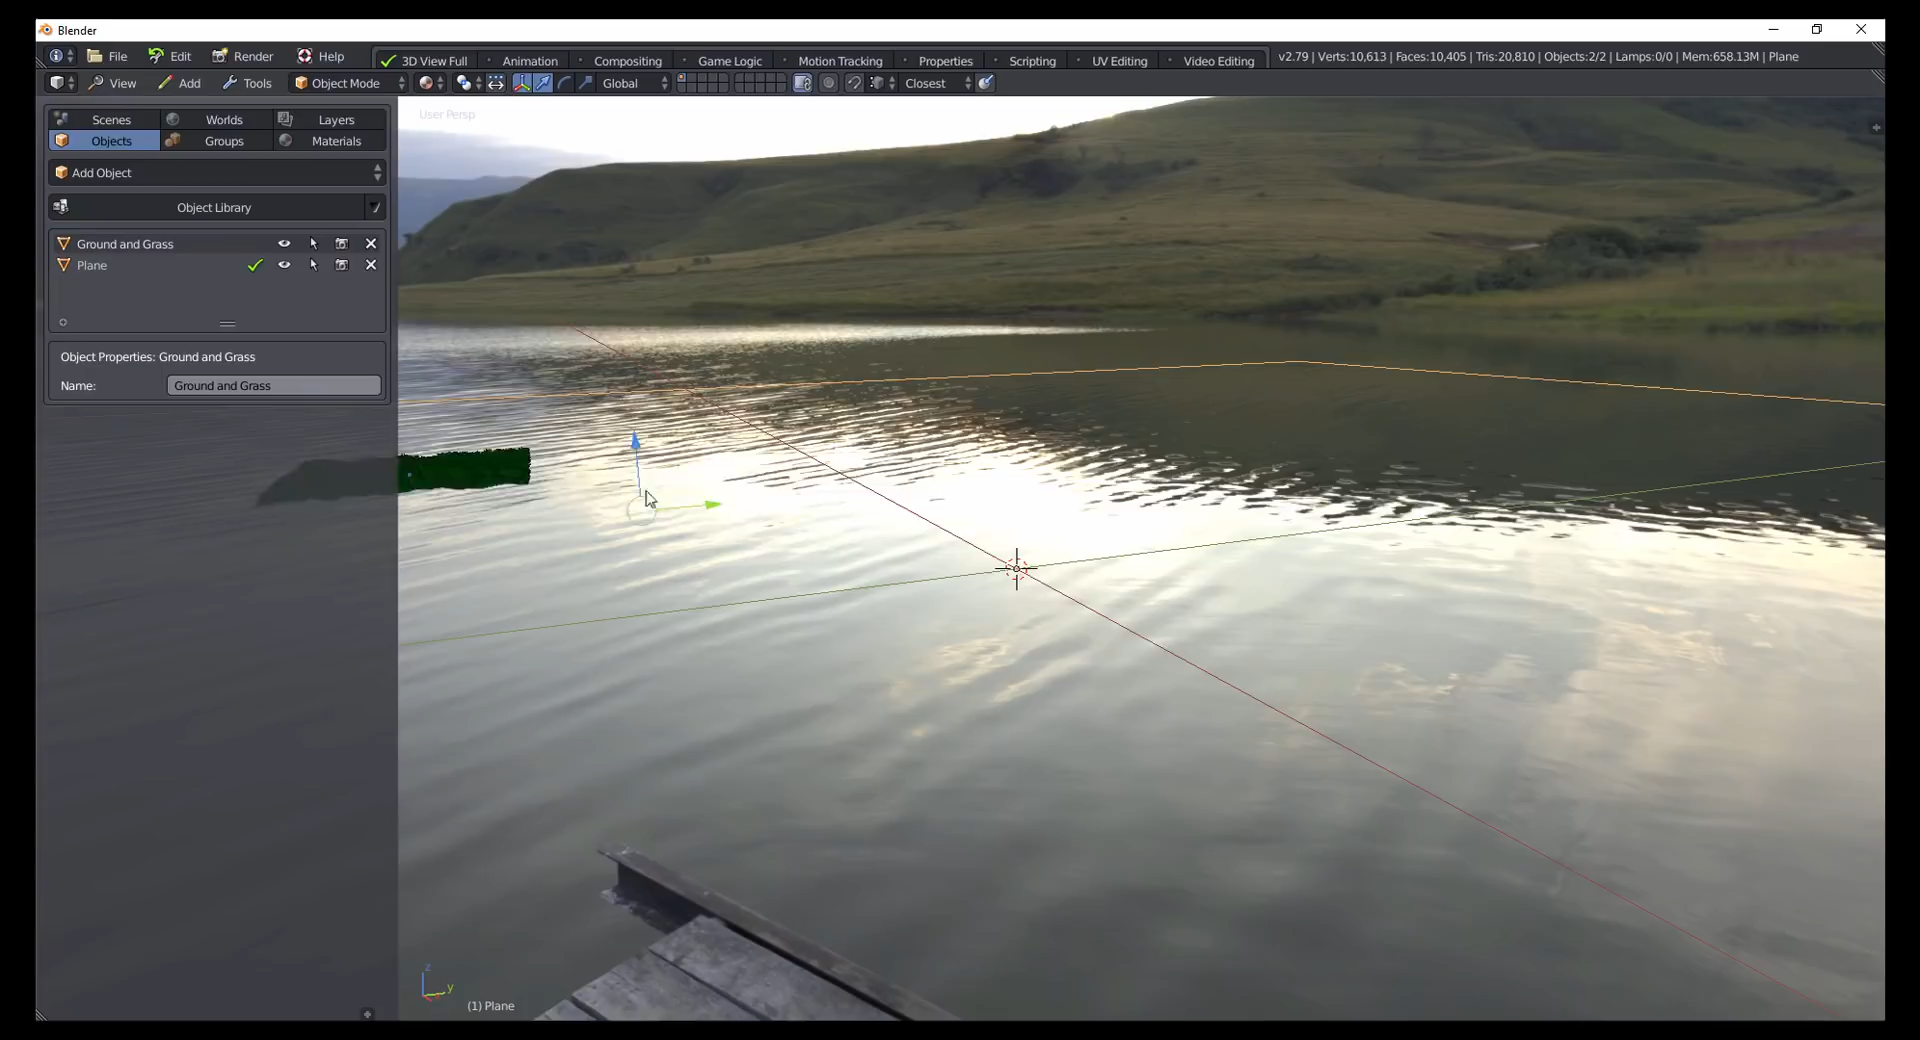 Blender
File Edit Render Help 3D View Full Animation Compositing Game Logic Motion Tracking Properties Scripting UV Editing Video Editing v2.79 | Verts:10,613 | Faces:10,405 | Tris:20,810 | Objects:2/2 | Lamps:0/0 | Mem:658.13M | Plane
View Add Tools Object Mode Global Closest
User Persp
Scenes Worlds Layers
Objects Groups Materials
Add Object
Object Library
Ground and Grass
Plane
Object Properties: Ground and Grass
Name: Ground and Grass
z
y
(1) Plane